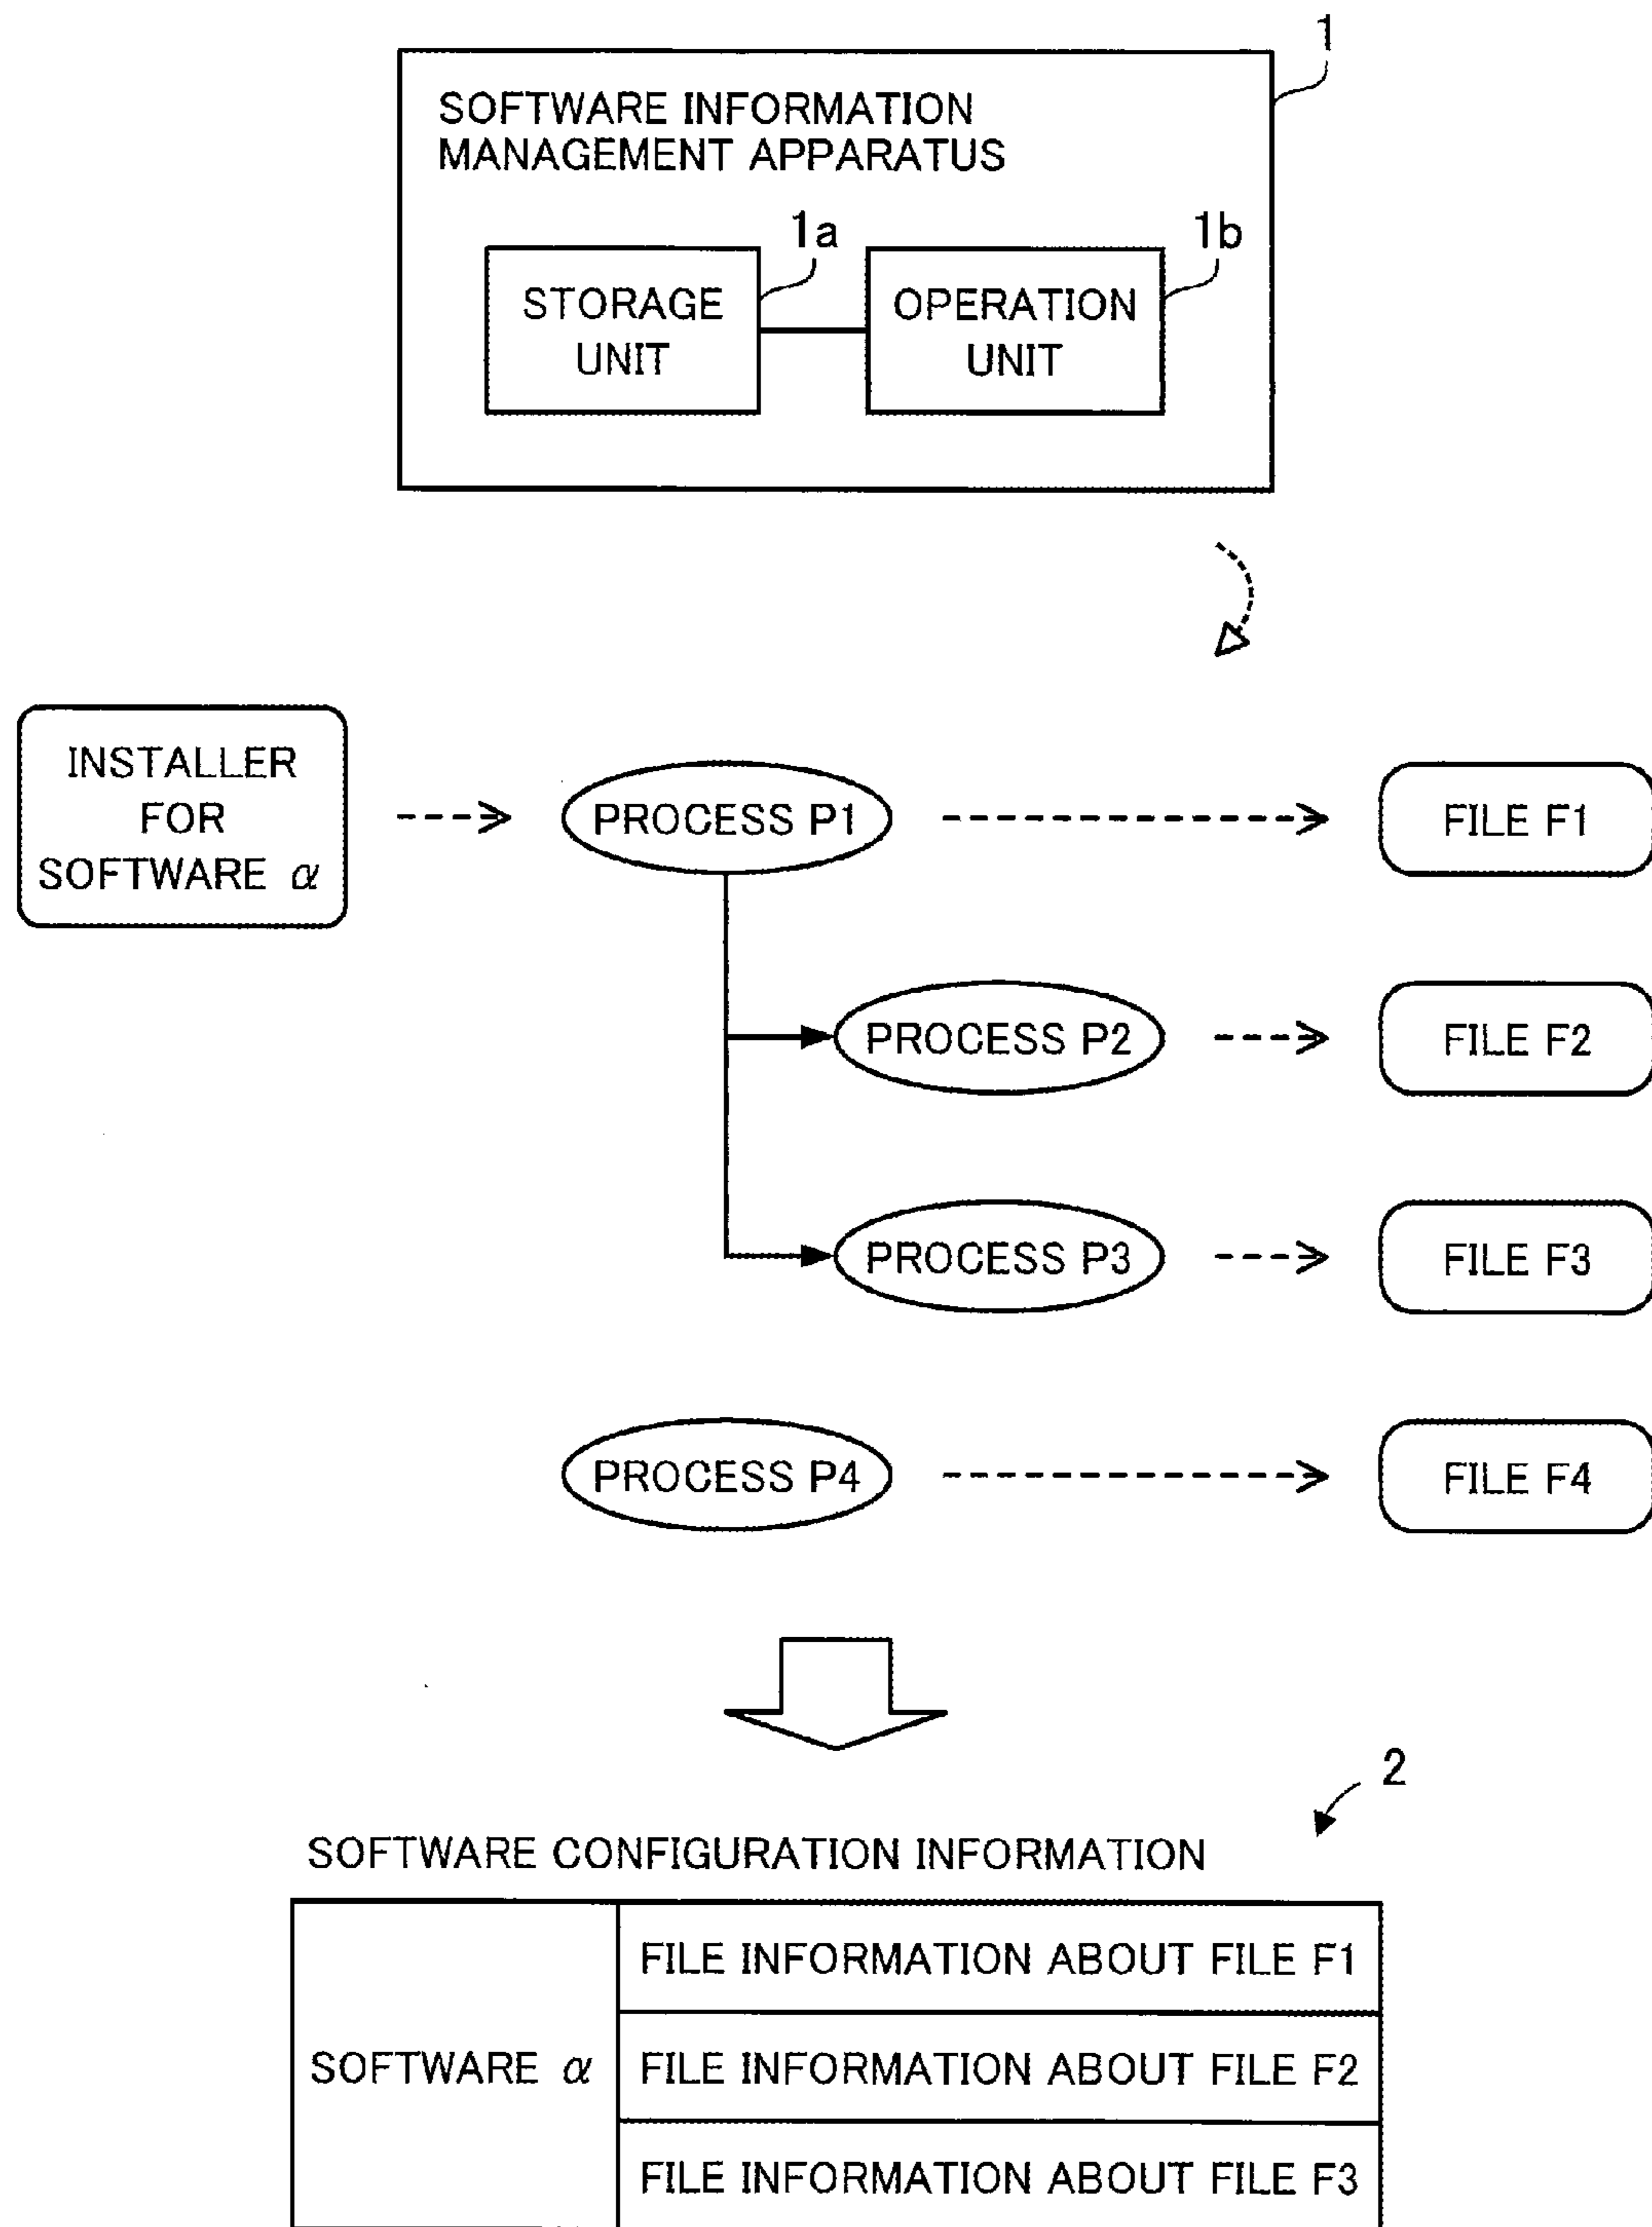 1
SOFTWARE INFORMATION
MANAGEMENT APPARATUS
1a
1b
STORAGE
UNIT
OPERATION
UNIT
INSTALLER
FOR
SOFTWARE α
PROCESS P1
FILE F1
PROCESS P2
FILE F2
PROCESS P3
FILE F3
PROCESS P4
FILE F4
2
SOFTWARE CONFIGURATION INFORMATION
SOFTWARE α
FILE INFORMATION ABOUT FILE F1
FILE INFORMATION ABOUT FILE F2
FILE INFORMATION ABOUT FILE F3